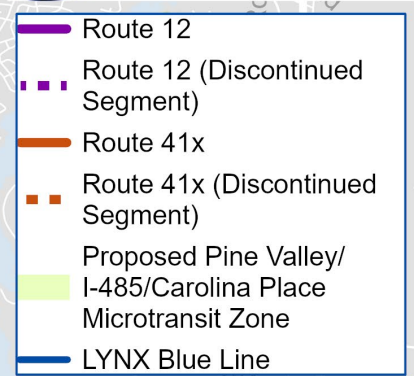 Route 12
Route 12 (Discontinued
Segment)
Route 41x
Route 41x (Discontinued
Segment)
Proposed Pine Valley/
I-485/Carolina Place
Microtransit Zone
LYNX Blue Line